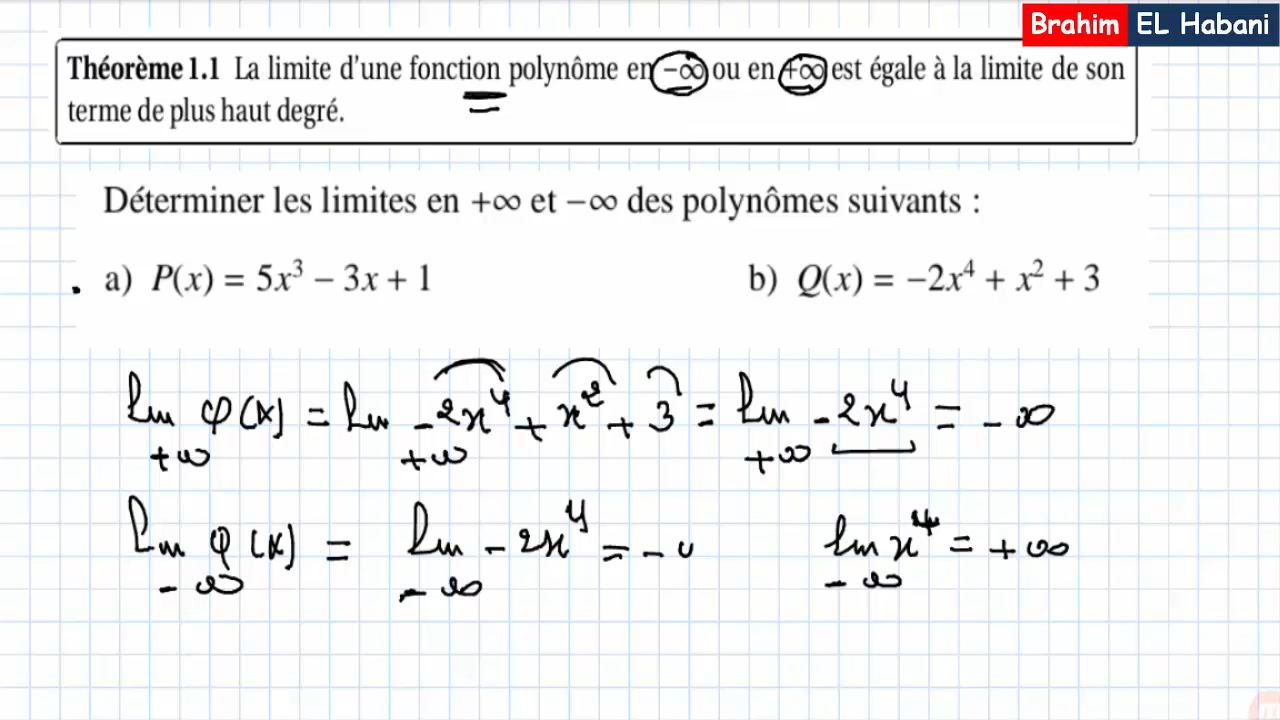 Brahim EL Habani
Théorème 1.1 La limite d'une fonction polynôme en −∞ ou en +∞ est égale à la limite de son
terme de plus haut degré.
Déterminer les limites en +∞ et −∞ des polynômes suivants :
a) P(x) = 5x³ − 3x + 1
b) Q(x) = −2x⁴ + x² + 3
lim φ(x) = lim -2x⁴ + x² + 3 = lim -2x⁴ = -∞
+∞ +∞ +∞
lim φ(x) = lim -2x⁴ = - lim x⁴ = +∞
-∞ -∞ -∞